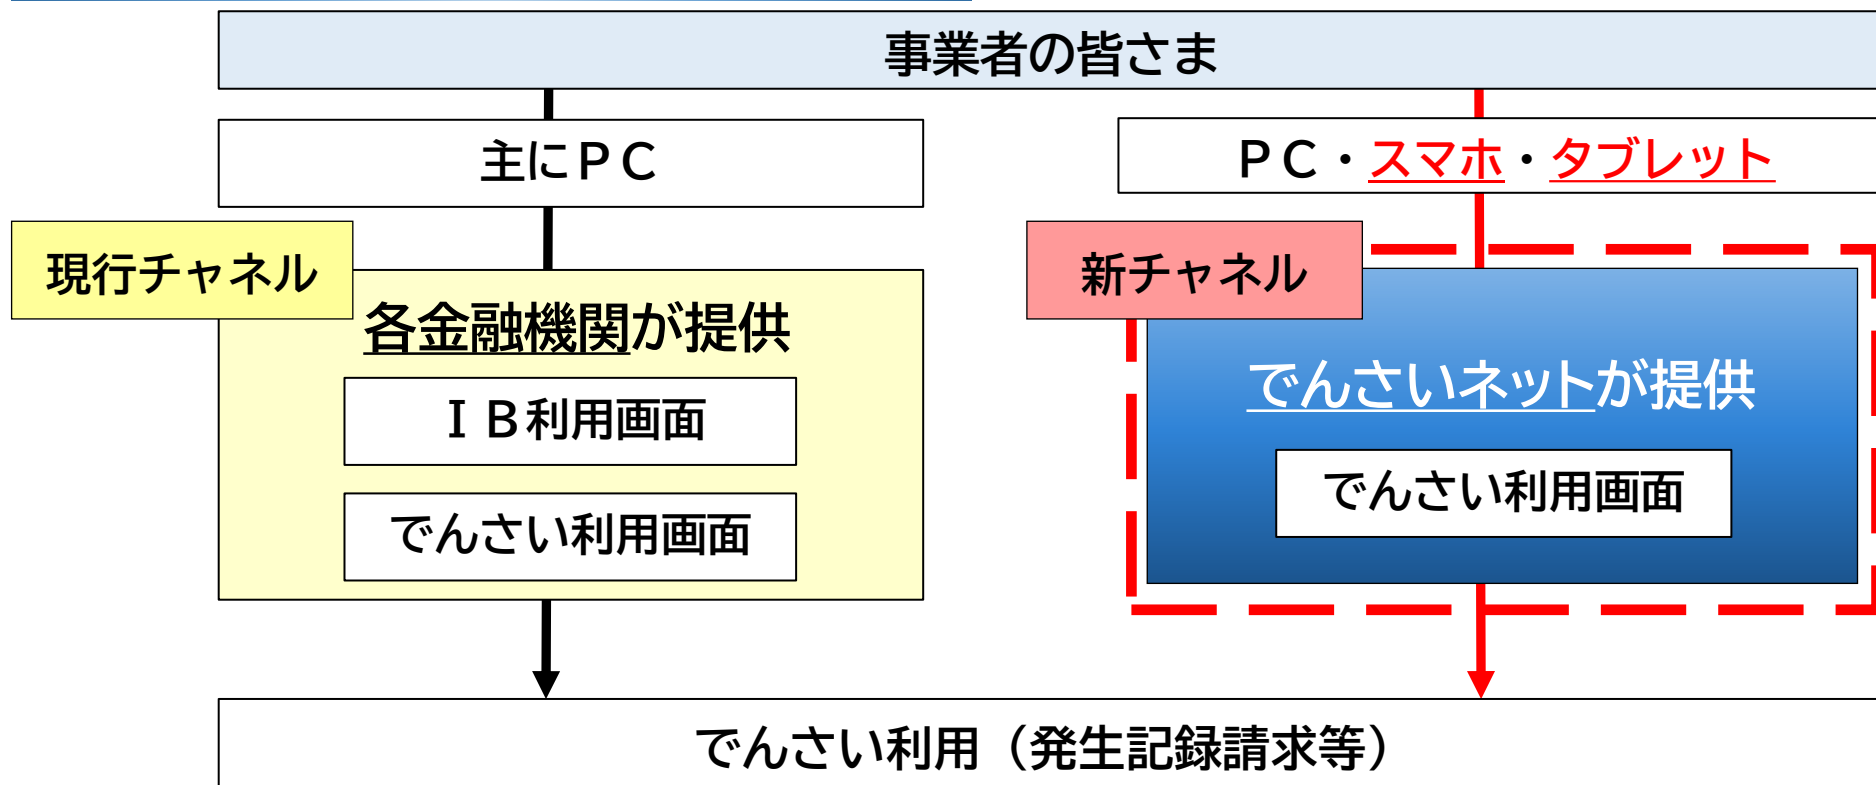 事業者の皆さま
主にＰＣ
ＰＣ・スマホ・タブレット
現行チャネル
各金融機関が提供
ＩＢ利用画面
でんさい利用画面
新チャネル
でんさいネットが提供
でんさい利用画面
でんさい利用（発生記録請求等）